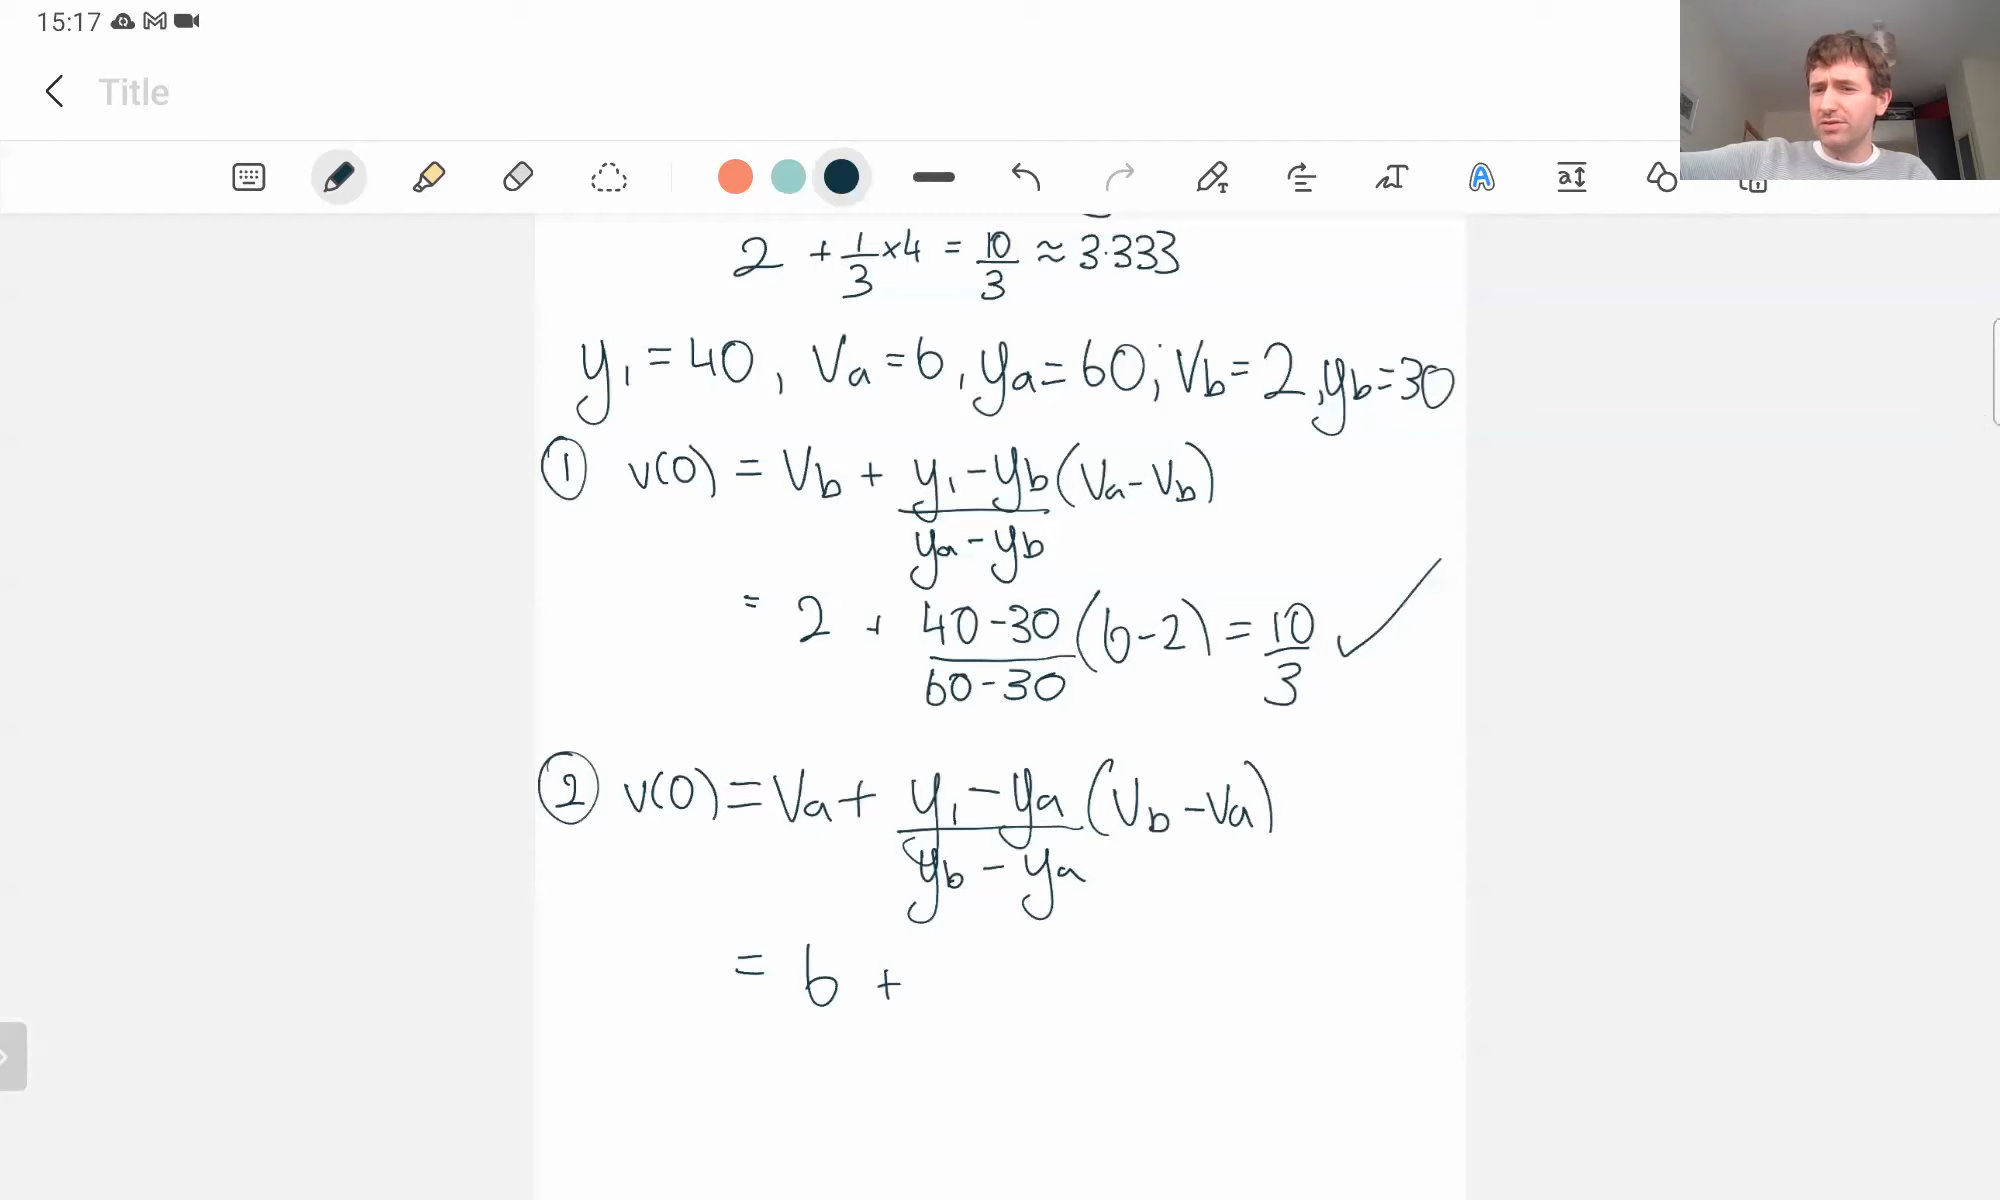 15:17
Title
2 + 1/3 ×4 = 10/3 ≈ 3·333
y₁ = 40, Va = 6, ya = 60; Vb = 2, yb = 30
① v(0) = Vb + (y₁ - yb)/(ya - yb) (Va - Vb)
= 2 + (40 - 30)/(60 - 30) (6 - 2) = 10/3 ✓
② v(0) = Va + (y₁ - ya)/(yb - ya) (Vb - Va)
= 6 +